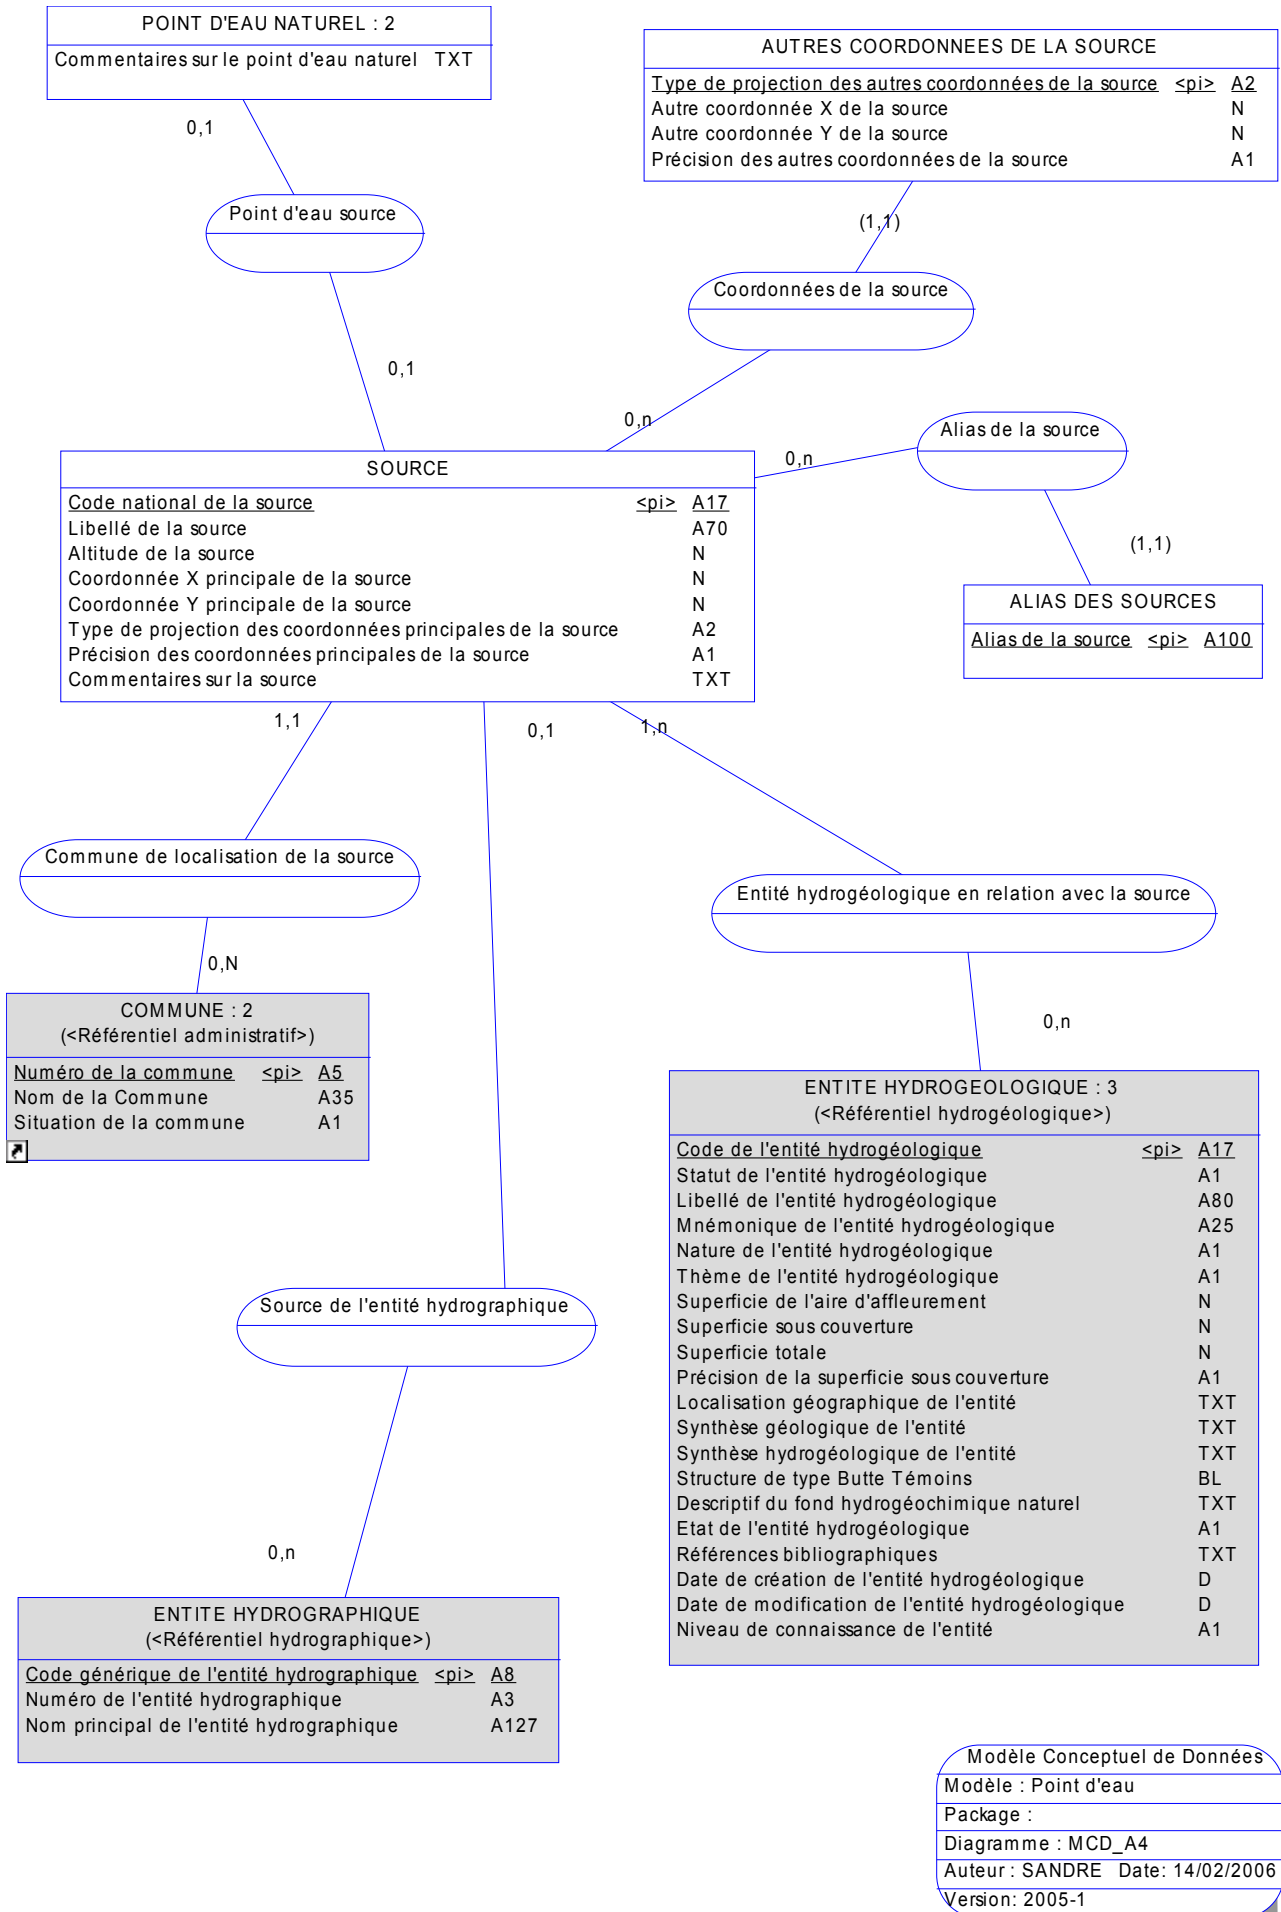 POINT D'EAU NATUREL : 2
Commentaires sur le point d'eau naturel TXT
0,1
Point d'eau source
0,1
AUTRES COORDONNEES DE LA SOURCE
Type de projection des autres coordonnées de la source <pi> A2
Autre coordonnée X de la source N
Autre coordonnée Y de la source N
Précision des autres coordonnées de la source A1
(1,1)
Coordonnées de la source
0,n
Alias de la source
0,n
(1,1)
ALIAS DES SOURCES
Alias de la source <pi> A100
SOURCE
Code national de la source <pi> A17
Libellé de la source A70
Altitude de la source N
Coordonnée X principale de la source N
Coordonnée Y principale de la source N
Type de projection des coordonnées principales de la source A2
Précision des coordonnées principales de la source A1
Commentaires sur la source TXT
1,1
0,1
1,n
Commune de localisation de la source
0,N
COMMUNE : 2
(<Référentiel administratif>)
Numéro de la commune <pi> A5
Nom de la Commune A35
Situation de la commune A1
Entité hydrogéologique en relation avec la source
0,n
ENTITE HYDROGEOLOGIQUE : 3
(<Référentiel hydrogéologique>)
Code de l'entité hydrogéologique <pi> A17
Statut de l'entité hydrogéologique A1
Libellé de l'entité hydrogéologique A80
Mnémonique de l'entité hydrogéologique A25
Nature de l'entité hydrogéologique A1
Thème de l'entité hydrogéologique A1
Superficie de l'aire d'affleurement N
Superficie sous couverture N
Superficie totale N
Précision de la superficie sous couverture A1
Localisation géographique de l'entité TXT
Synthèse géologique de l'entité TXT
Synthèse hydrogéologique de l'entité TXT
Structure de type Butte Témoins BL
Descriptif du fond hydrogéochimique naturel TXT
Etat de l'entité hydrogéologique A1
Références bibliographiques TXT
Date de création de l'entité hydrogéologique D
Date de modification de l'entité hydrogéologique D
Niveau de connaissance de l'entité A1
Source de l'entité hydrographique
0,n
ENTITE HYDROGRAPHIQUE
(<Référentiel hydrographique>)
Code générique de l'entité hydrographique <pi> A8
Numéro de l'entité hydrographique A3
Nom principal de l'entité hydrographique A127
Modèle Conceptuel de Données
Modèle : Point d'eau
Package :
Diagramme : MCD_A4
Auteur : SANDRE Date: 14/02/2006
Version: 2005-1